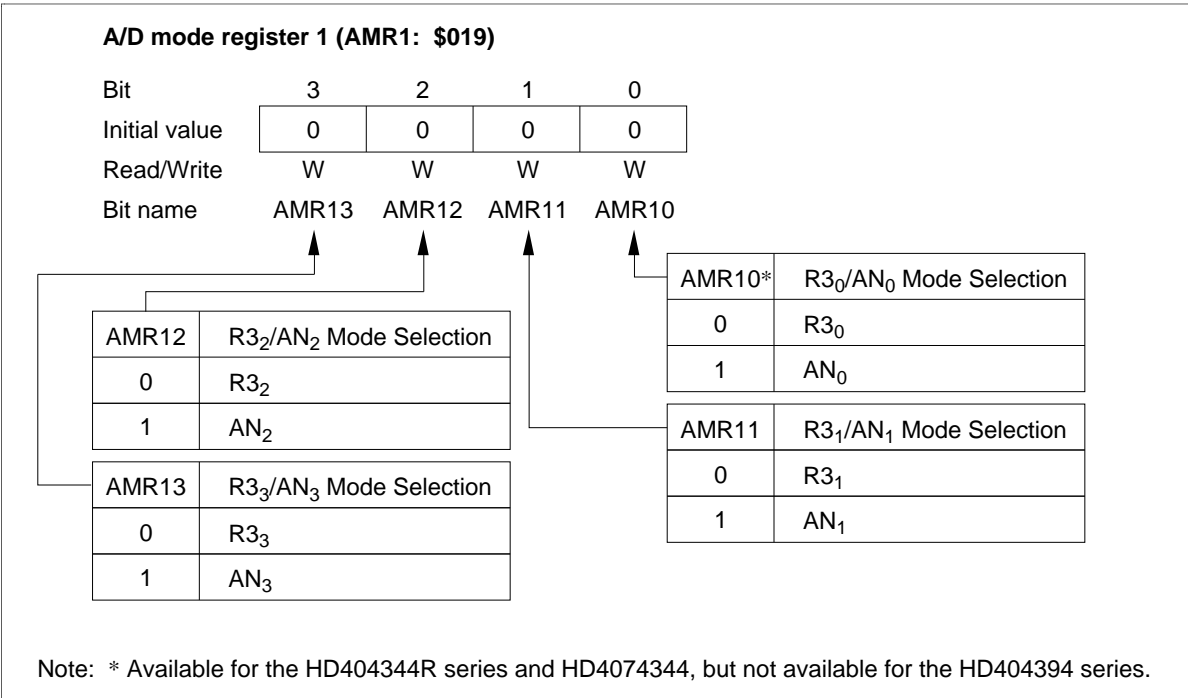 A/D mode register 1 (AMR1: $019)
Bit 3 2 1 0
Initial value 0 0 0 0
Read/Write W W W W
Bit name AMR13 AMR12 AMR11 AMR10
AMR10* R3₀/AN₀ Mode Selection
0 R3₀
1 AN₀
AMR12 R3₂/AN₂ Mode Selection
0 R3₂
1 AN₂
AMR11 R3₁/AN₁ Mode Selection
0 R3₁
1 AN₁
AMR13 R3₃/AN₃ Mode Selection
0 R3₃
1 AN₃
Note: * Available for the HD404344R series and HD4074344, but not available for the HD404394 series.